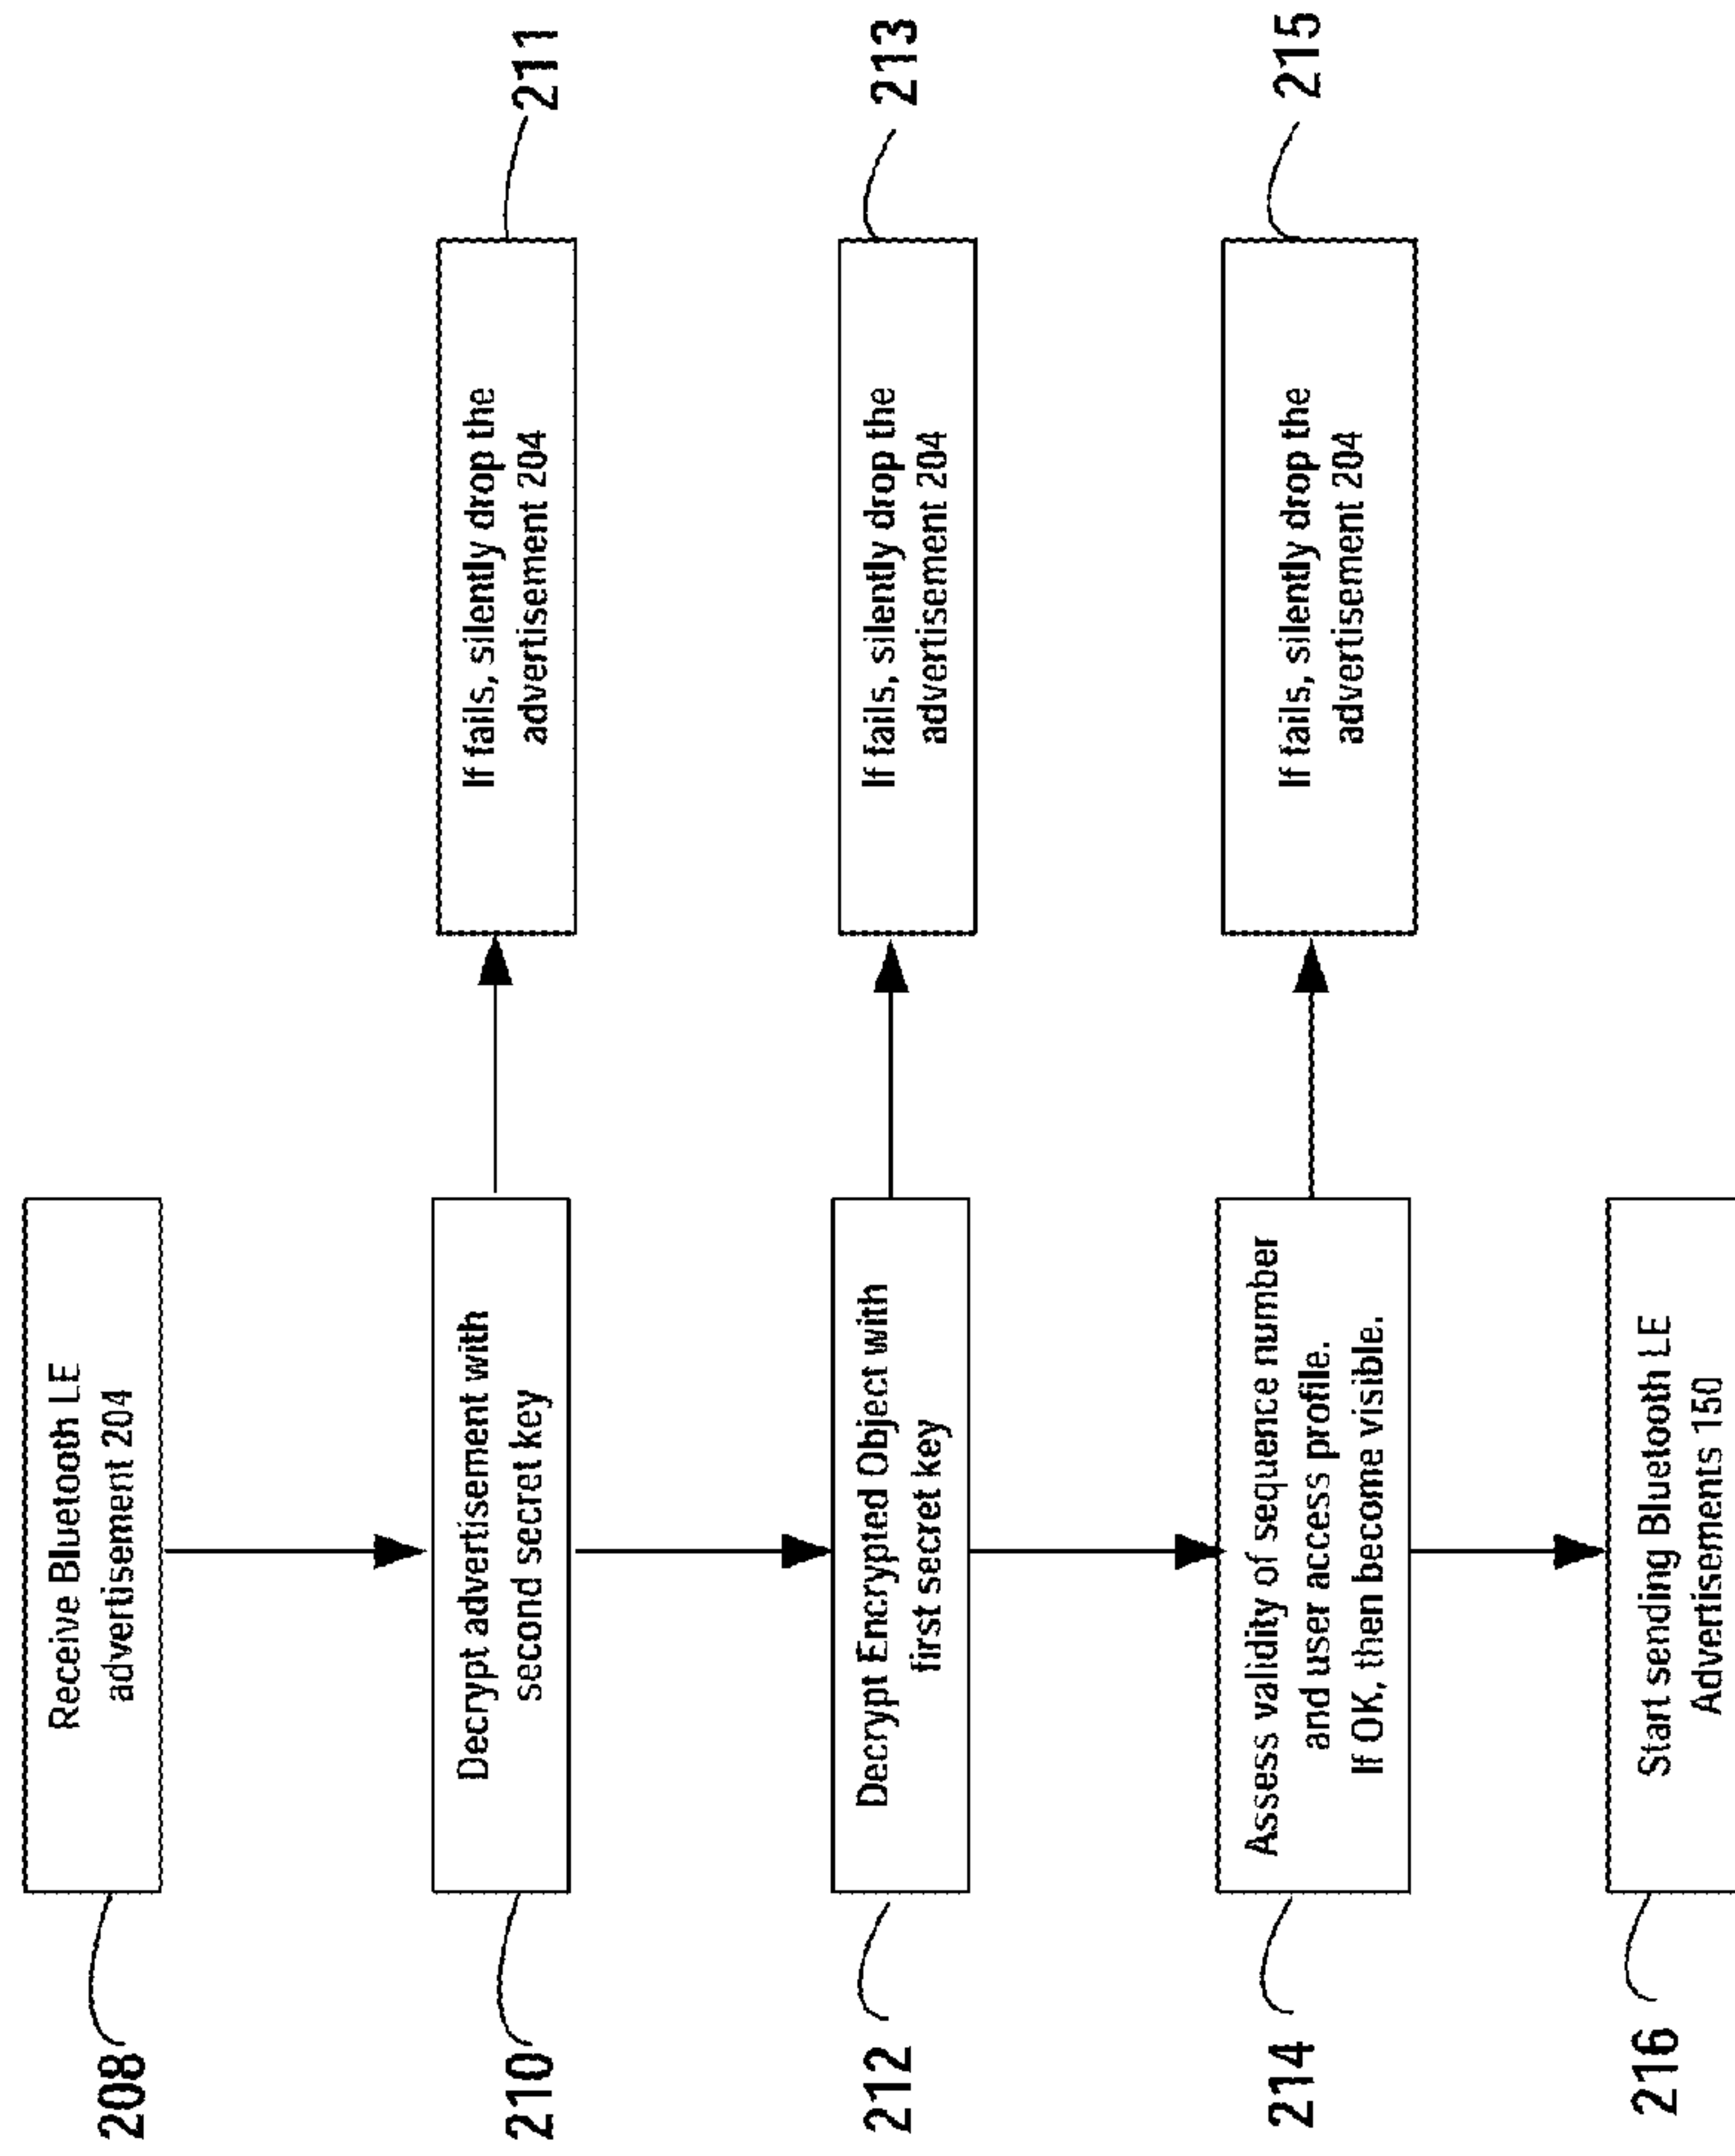 208
Receive Bluetooth LE
advertisement 204
210
Decrypt advertisement with
second secret key
If fails, silently drop the
advertisement 204
211
212
Decrypt Encrypted Object with
first secret key
If fails, silently drop the
advertisement 204
213
214
Assess validity of sequence number
and user access profile.
If OK, then become visible.
If fails, silently drop the
advertisement 204
215
216
Start sending Bluetooth LE
Advertisements 150